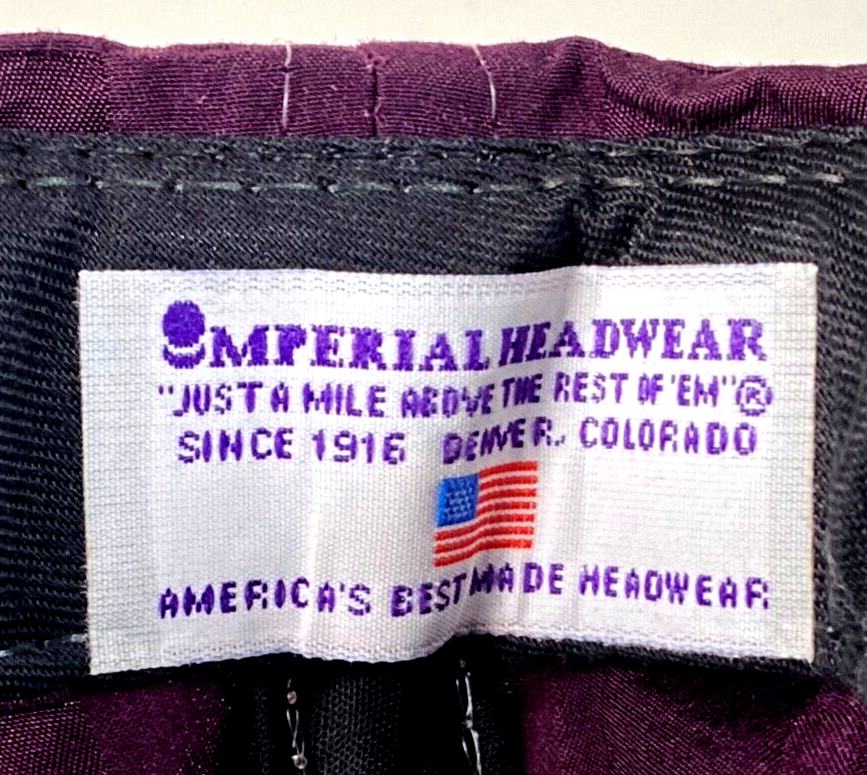 IMPERIAL HEADWEAR
"JUST A MILE ABOVE THE REST OF 'EM"®
SINCE 1916 DENVER, COLORADO
AMERICA'S BEST MADE HEADWEAR